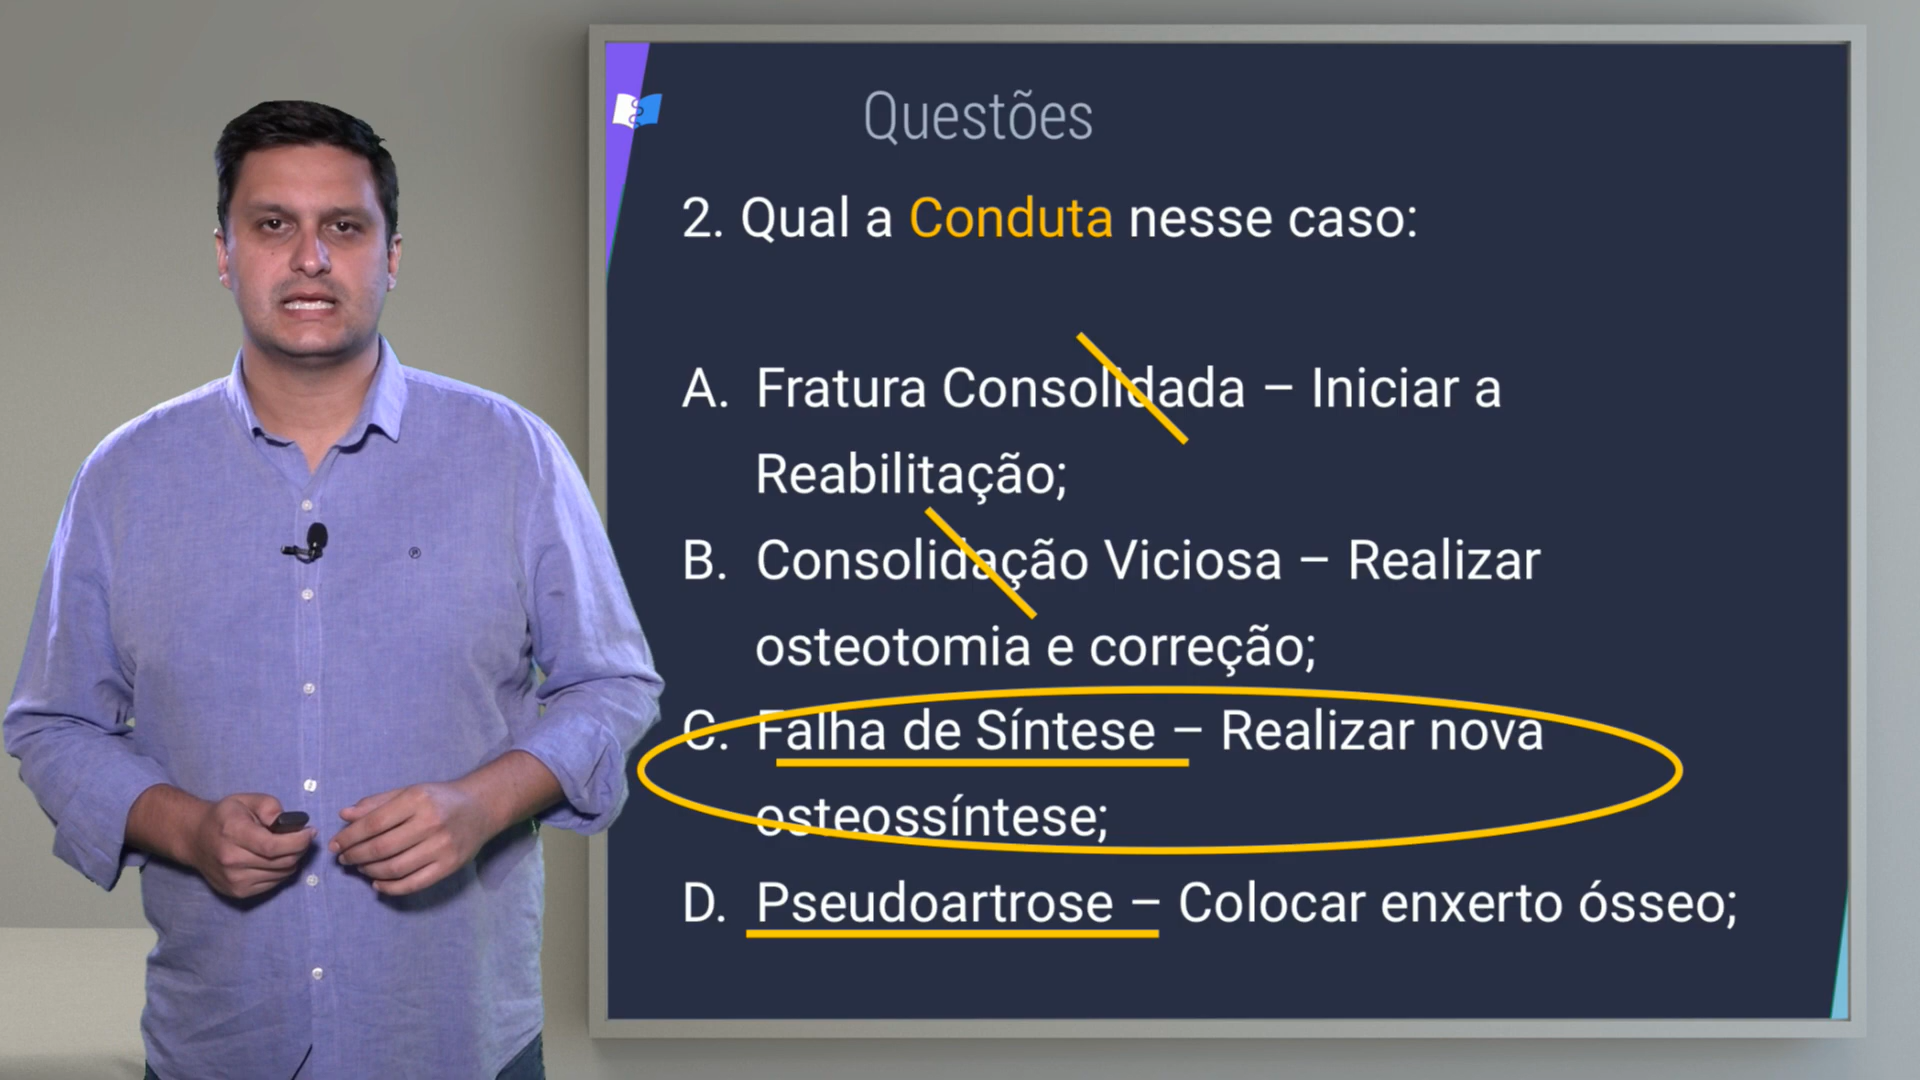 Questões
2. Qual a Conduta nesse caso:
A. Fratura Consolidada – Iniciar a
Reabilitação;
B. Consolidação Viciosa – Realizar
osteotomia e correção;
C. Falha de Síntese – Realizar nova
osteossíntese;
D. Pseudoartrose – Colocar enxerto ósseo;